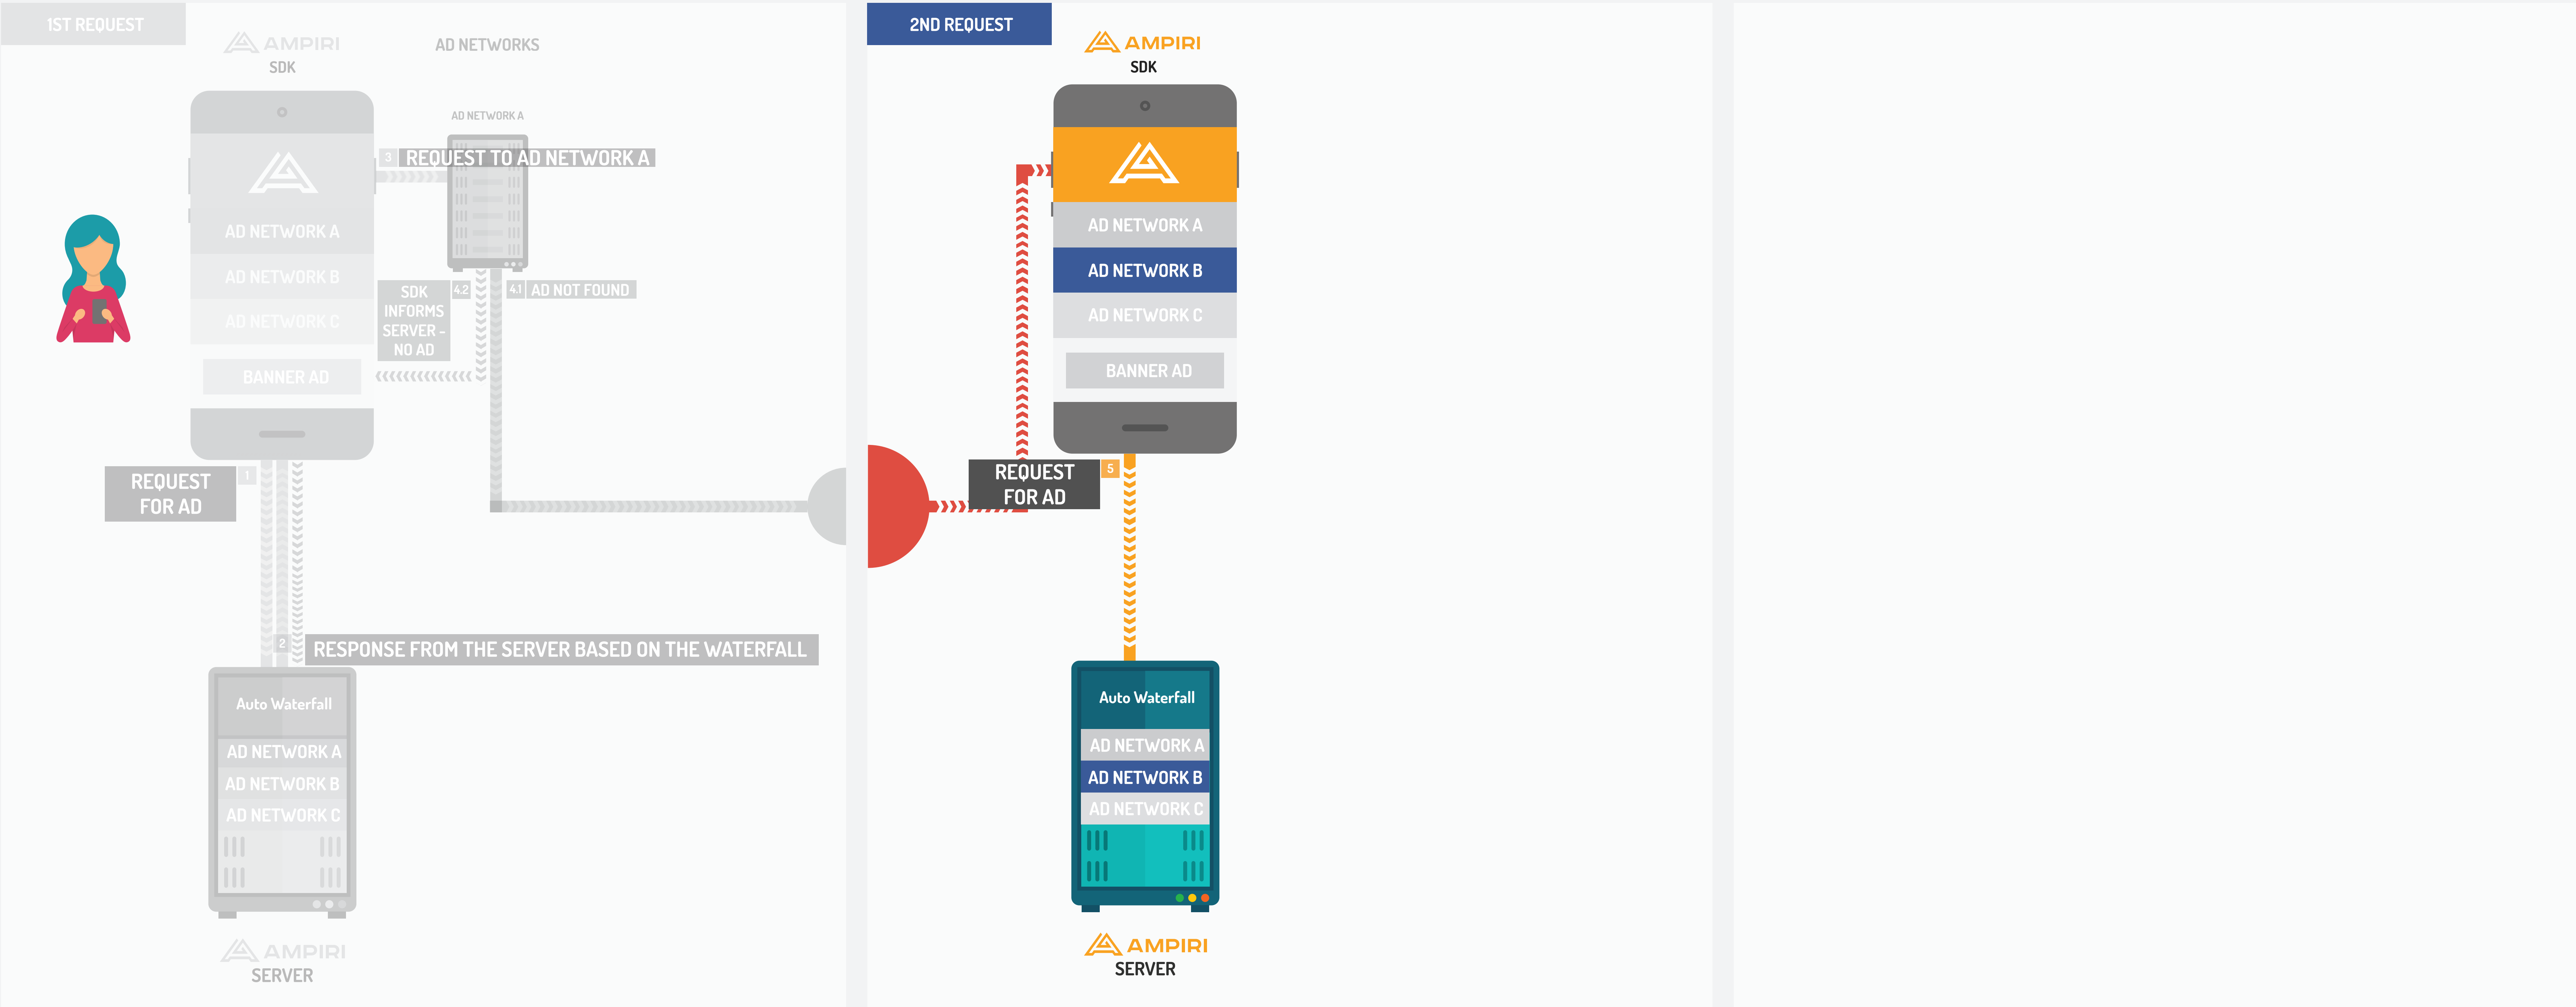 1ST REQUEST
AMPIRI
SDK
AD NETWORKS
AD NETWORK A
3
REQUEST TO AD NETWORK A
AD NETWORK A
AD NETWORK B
AD NETWORK C
BANNER AD
SDK
INFORMS
SERVER -
NO AD
4.2
4.1
AD NOT FOUND
REQUEST
FOR AD
1
2
RESPONSE FROM THE SERVER BASED ON THE WATERFALL
Auto Waterfall
AD NETWORK A
AD NETWORK B
AD NETWORK C
AMPIRI
SERVER
2ND REQUEST
AMPIRI
SDK
AD NETWORK A
AD NETWORK B
AD NETWORK C
BANNER AD
REQUEST
FOR AD
5
Auto Waterfall
AD NETWORK A
AD NETWORK B
AD NETWORK C
AMPIRI
SERVER